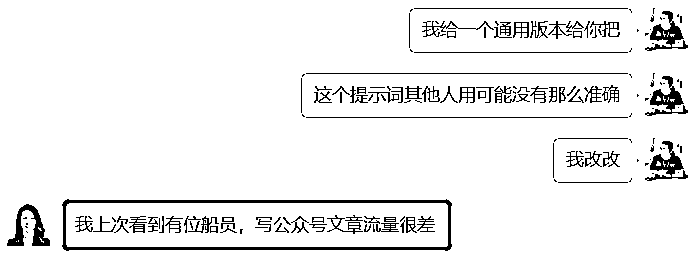 我给一个通用版本给你把
这个提示词其他人用可能没有那么准确
我改改
我上次看到有位船员，写公众号文章流量很差